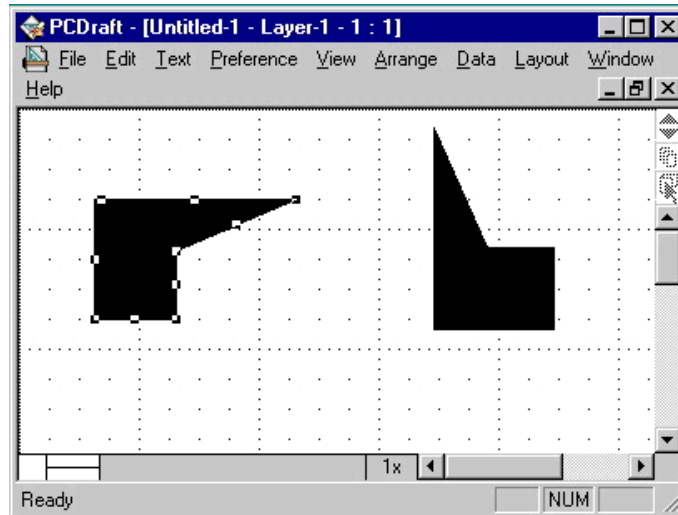 PCDraft - [Untitled-1 - Layer-1 - 1 : 1]
File Edit Text Preference View Arrange Data Layout Window
Help
1x
Ready NUM